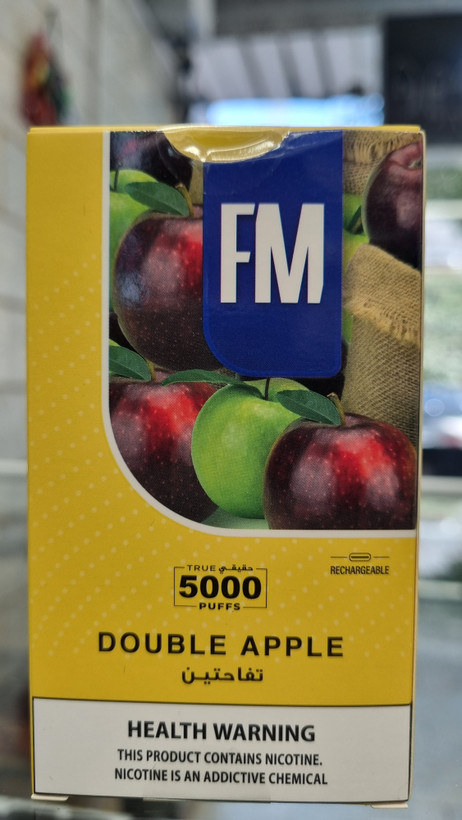 FM
RECHARGEABLE
TRUE حقيقي
5000
PUFFS
DOUBLE APPLE
تفاحتين
HEALTH WARNING
THIS PRODUCT CONTAINS NICOTINE.
NICOTINE IS AN ADDICTIVE CHEMICAL